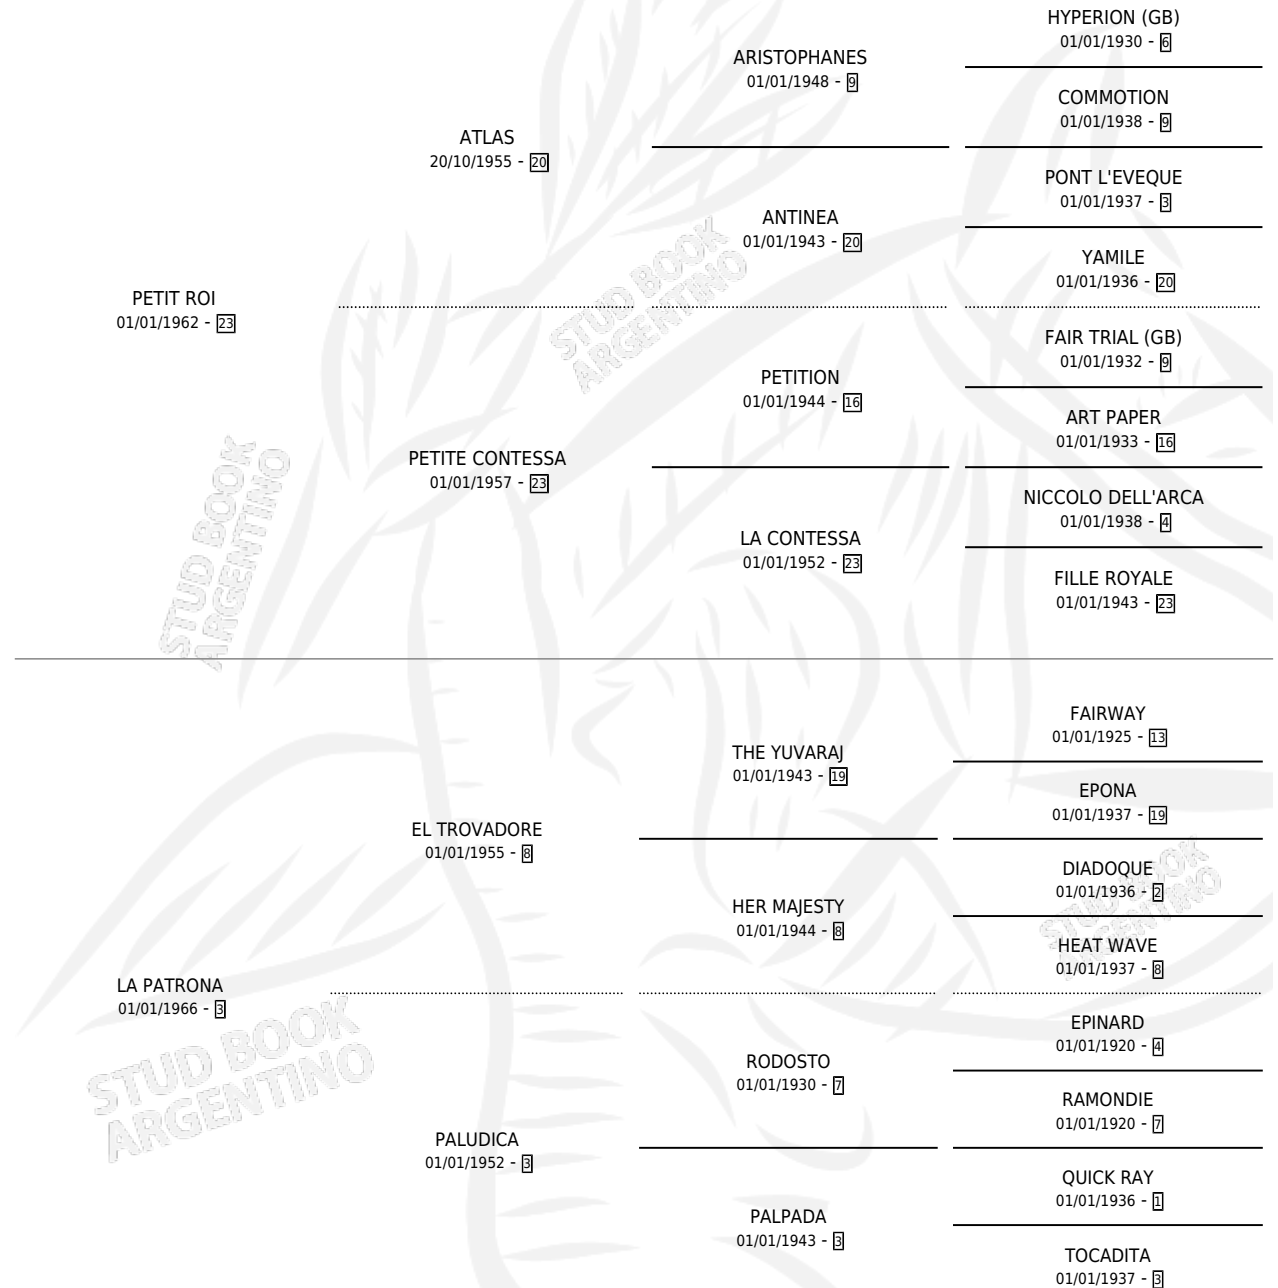 HYPERION (GB)
01/01/1930 - 6
ARISTOPHANES
01/01/1948 - 9
COMMOTION
01/01/1938 - 9
ATLAS
20/10/1955 - 20
PONT L'EVEQUE
01/01/1937 - 3
ANTINEA
01/01/1943 - 20
YAMILE
01/01/1936 - 20
PETIT ROI
01/01/1962 - 23
FAIR TRIAL (GB)
01/01/1932 - 9
PETITION
01/01/1944 - 16
ART PAPER
01/01/1933 - 16
PETITE CONTESSA
01/01/1957 - 23
NICCOLO DELL'ARCA
01/01/1938 - 4
LA CONTESSA
01/01/1952 - 23
FILLE ROYALE
01/01/1943 - 23
FAIRWAY
01/01/1925 - 13
THE YUVARAJ
01/01/1943 - 19
EPONA
01/01/1937 - 19
EL TROVADORE
01/01/1955 - 8
DIADOQUE
01/01/1936 - 2
HER MAJESTY
01/01/1944 - 8
HEAT WAVE
01/01/1937 - 8
LA PATRONA
01/01/1966 - 3
EPINARD
01/01/1920 - 4
RODOSTO
01/01/1930 - 7
RAMONDIE
01/01/1920 - 7
PALUDICA
01/01/1952 - 3
QUICK RAY
01/01/1936 - 1
PALPADA
01/01/1943 - 3
TOCADITA
01/01/1937 - 3
STUD BOOK
ARGENTINO
STUD BOOK
ARGENTINO
STUD BOOK
ARGENTINO
STUD BOOK
ARGENTINO